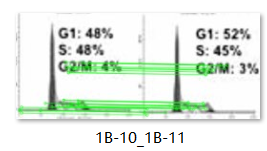 G1: 48%
S: 48%
G2/M: 4%
G1: 52%
S: 45%
G2/M: 3%
1B-10_1B-11